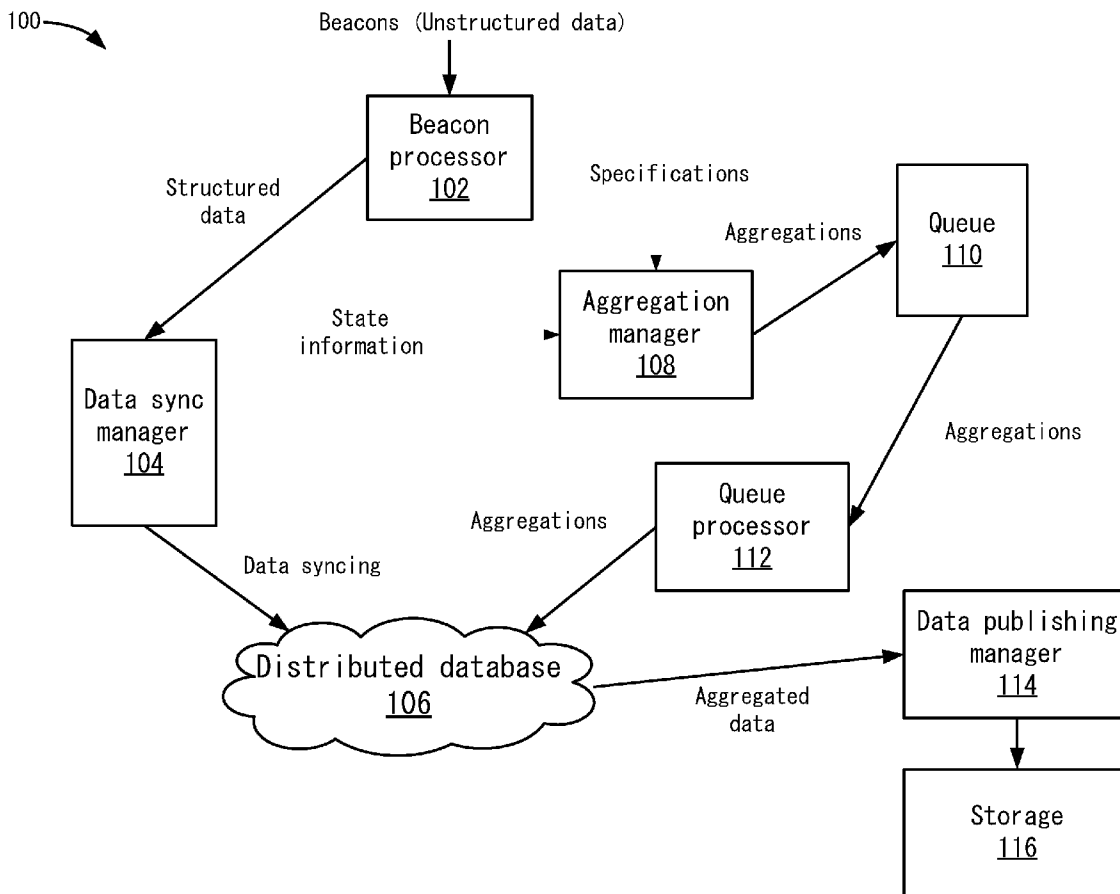 100
Beacons (Unstructured data)
Beacon
processor
102
Structured
data
Specifications
Aggregations
Queue
110
Aggregation
manager
108
State
information
Data sync
manager
104
Aggregations
Queue
processor
112
Aggregations
Data syncing
Distributed database
106
Aggregated
data
Data publishing
manager
114
Storage
116